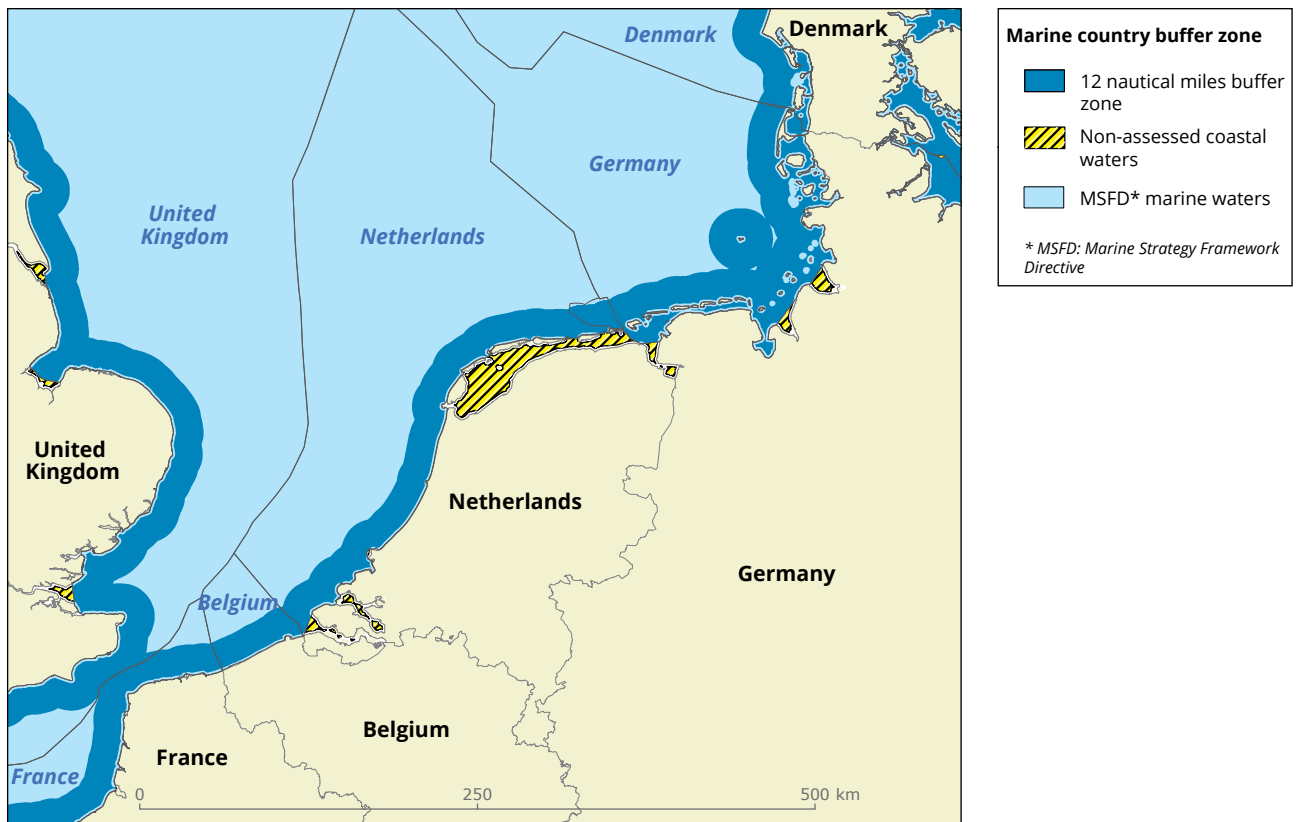 Denmark
Denmark
Germany
United
Kingdom
Netherlands
United
Kingdom
Netherlands
Germany
Belgium
Belgium
France
France
0
250
500 km
Marine country buffer zone
12 nautical miles buffer
zone
Non-assessed coastal
waters
MSFD* marine waters
* MSFD: Marine Strategy Framework
Directive